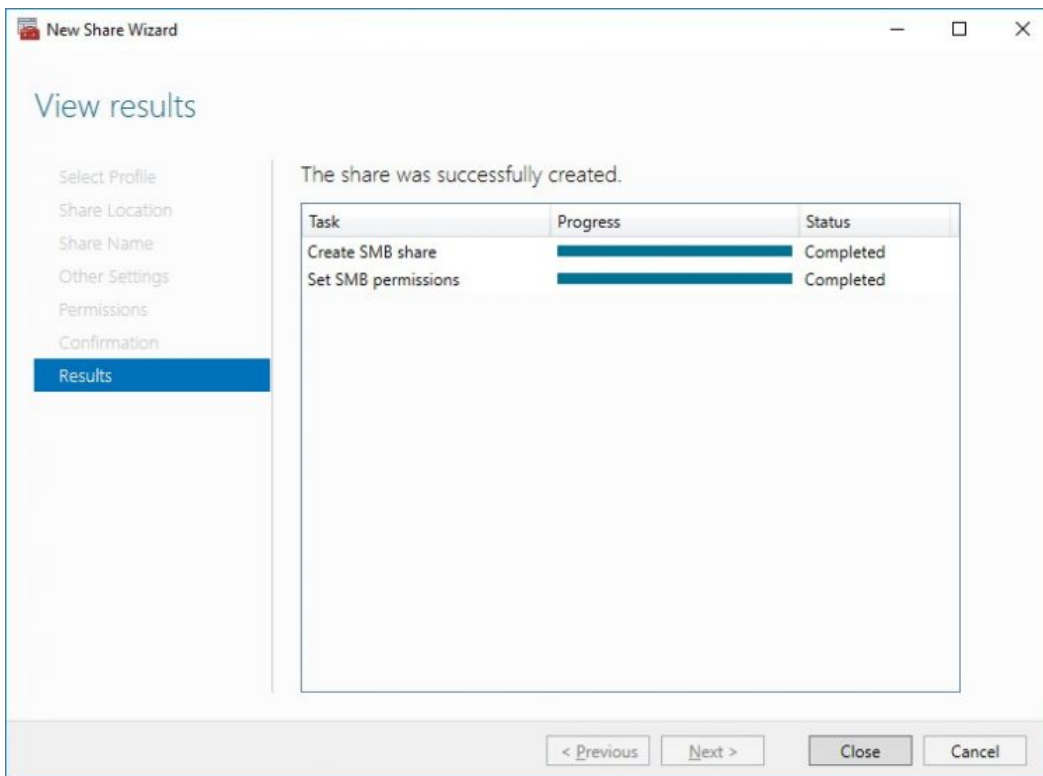 New Share Wizard
View results
Select Profile
Share Location
Share Name
Other Settings
Permissions
Confirmation
Results
The share was successfully created.
Task Progress Status
Create SMB share Completed
Set SMB permissions Completed
< Previous Next > Close Cancel